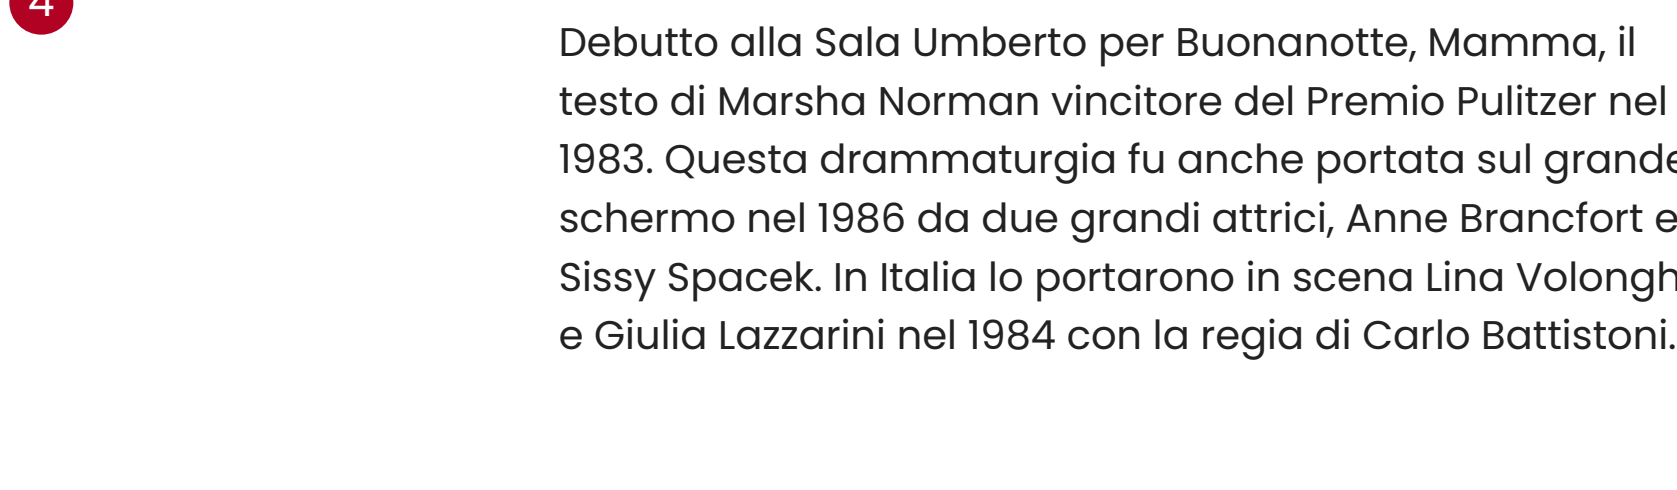 4
Debutto alla Sala Umberto per Buonanotte, Mamma, il
testo di Marsha Norman vincitore del Premio Pulitzer nel
1983. Questa drammaturgia fu anche portata sul grande
schermo nel 1986 da due grandi attrici, Anne Brancfort e
Sissy Spacek. In Italia lo portarono in scena Lina Volongh
e Giulia Lazzarini nel 1984 con la regia di Carlo Battistoni.